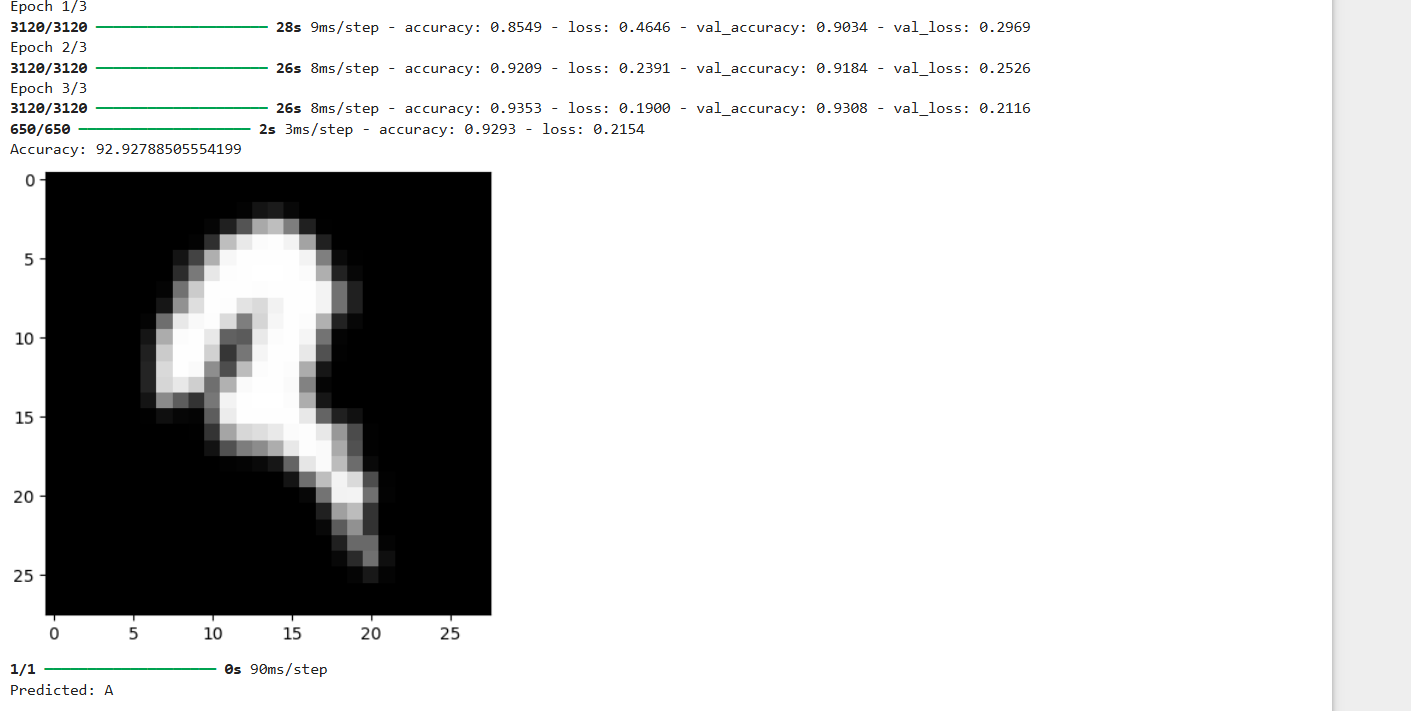 Epoch 1/3
3120/3120 ━━━━━━━━━━━━━━━━━━━━ 28s 9ms/step - accuracy: 0.8549 - loss: 0.4646 - val_accuracy: 0.9034 - val_loss: 0.2969
Epoch 2/3
3120/3120 ━━━━━━━━━━━━━━━━━━━━ 26s 8ms/step - accuracy: 0.9209 - loss: 0.2391 - val_accuracy: 0.9184 - val_loss: 0.2526
Epoch 3/3
3120/3120 ━━━━━━━━━━━━━━━━━━━━ 26s 8ms/step - accuracy: 0.9353 - loss: 0.1900 - val_accuracy: 0.9308 - val_loss: 0.2116
650/650 ━━━━━━━━━━━━━━━━━━━━ 2s 3ms/step - accuracy: 0.9293 - loss: 0.2154
Accuracy: 92.92788505554199
0
5
10
15
20
25
0 5 10 15 20 25
1/1 ━━━━━━━━━━━━━━━━━━━━ 0s 90ms/step
Predicted: A